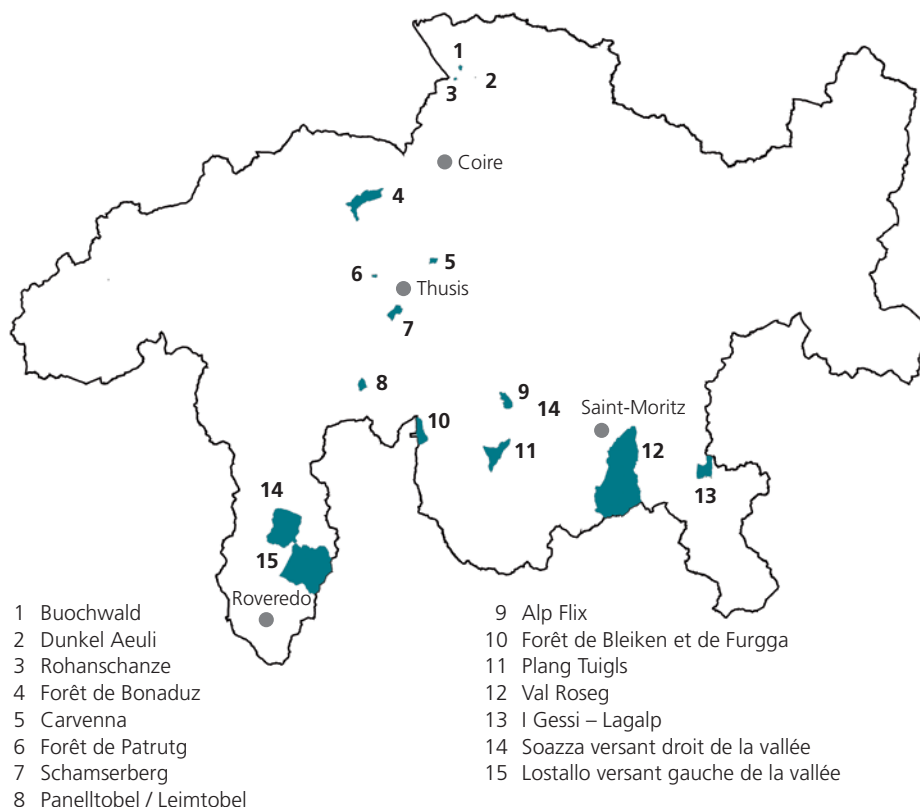 1
2
3
Coire
4
5
6
Thusis
7
8
9
14
Saint-Moritz
10
11
12
13
14
15
Roveredo
1 Buochwald
2 Dunkel Aeuli
3 Rohanschanze
4 Forêt de Bonaduz
5 Carvenna
6 Forêt de Patrutg
7 Schamserberg
8 Panelltobel / Leimtobel
9 Alp Flix
10 Forêt de Bleiken et de Furgga
11 Plang Tuigls
12 Val Roseg
13 I Gessi – Lagalp
14 Soazza versant droit de la vallée
15 Lostallo versant gauche de la vallée